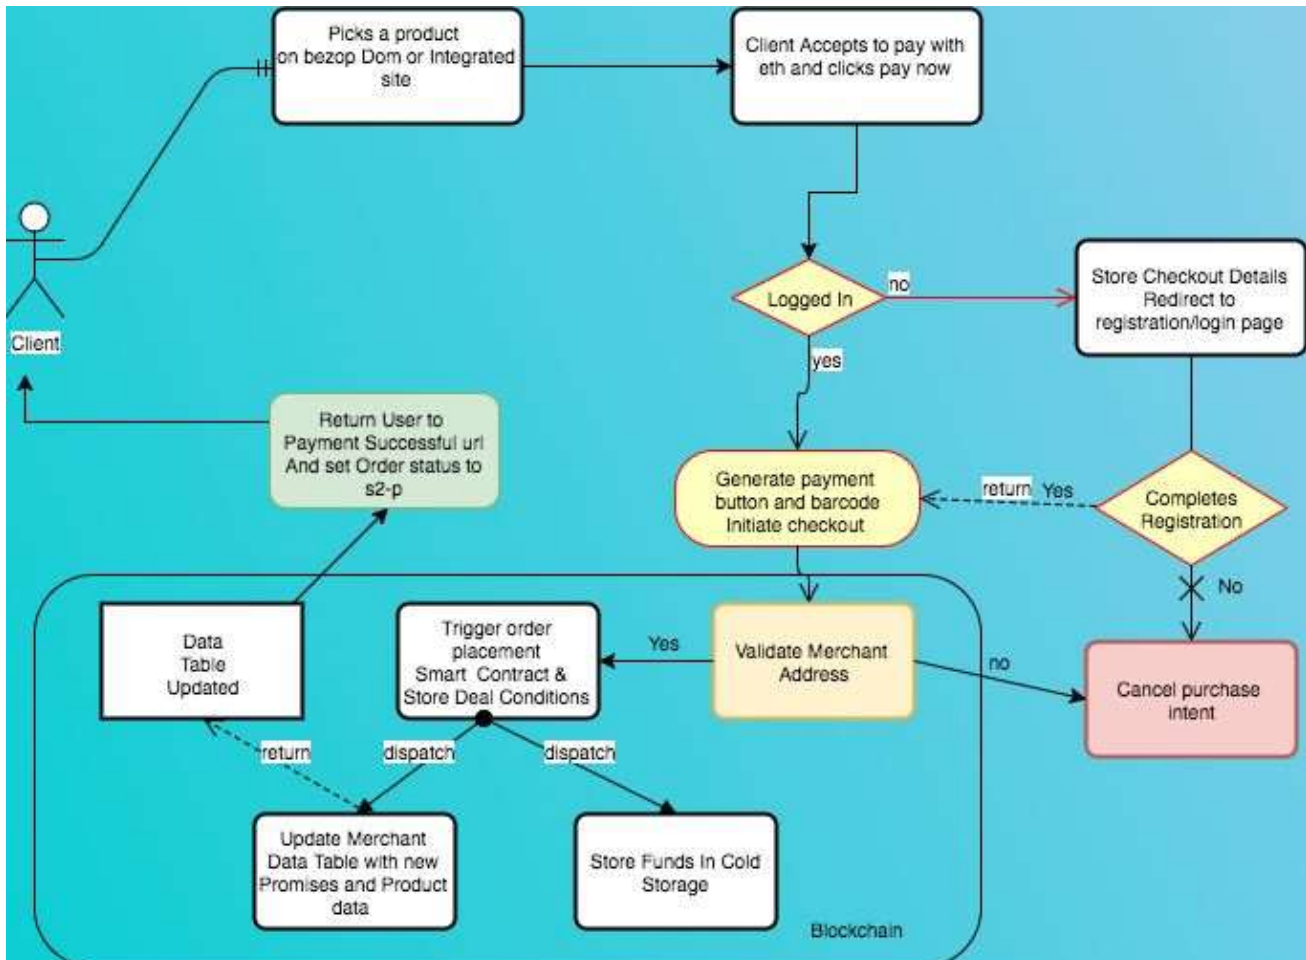 Picks a product
on bezop Dom or Integrated
site
Client Accepts to pay with
eth and clicks pay now
Client
Logged In
no
Store Checkout Details
Redirect to
registration/login page
yes
Return User to
Payment Successful url
And set Order status to
s2-p
Generate payment
button and barcode
Initiate checkout
return Yes
Completes
Registration
No
Data
Table
Updated
Trigger order
placement
Smart Contract &
Store Deal Conditions
Yes
Validate Merchant
Address
no
Cancel purchase
intent
return
dispatch
dispatch
Update Merchant
Data Table with new
Promises and Product
data
Store Funds In Cold
Storage
Blockchain